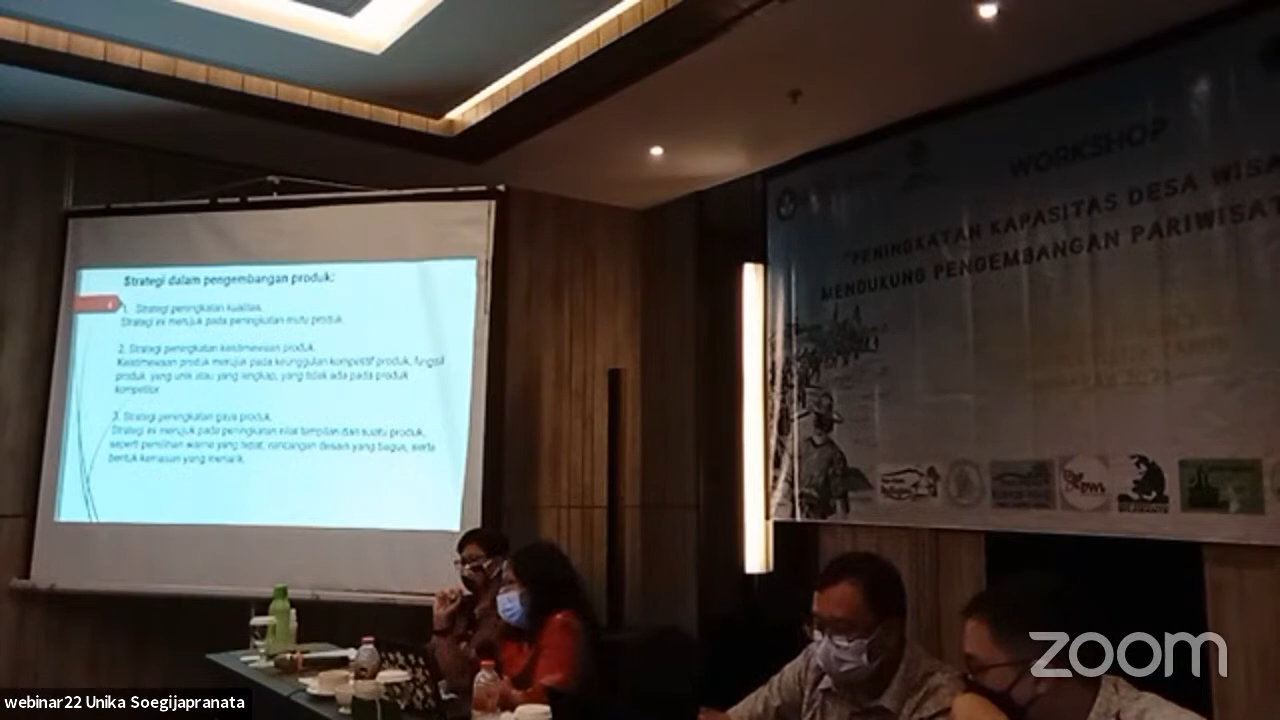 Strategi dalam pengembangan produk:
4
1. Strategi peningkatan kualitas.
Strategi ini merujuk pada peningkatan mutu produk.
2. Strategi peningkatan keistimewaan produk.
Keistimewaan produk merujuk pada keunggulan kompetitif produk, fungsi
produk yang unik atau yang lengkap, yang tidak ada pada produk
kompetitor.
3. Strategi peningkatan gaya produk.
Strategi ini merujuk pada peningkatan nilai tampilan dari suatu produk,
seperti pemilihan warna yang tepat, rancangan desain yang bagus, serta
bentuk kemasan yang menarik.
WORKSHOP
"PENINGKATAN KAPASITAS DESA WISA
MENDUKUNG PENGEMBANGAN PARIWISAT
zoom
webinar22 Unika Soegijapranata